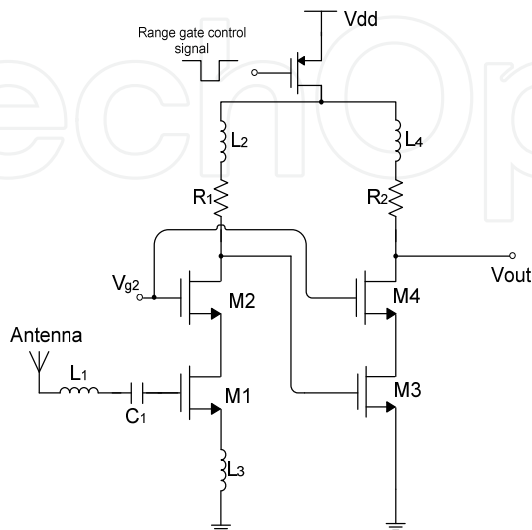 Vdd
Range gate control
signal
echOp
L2
L4
R1
R2
Vg2
M2
M4
Vout
Antenna
L1
C1
M1
M3
L3